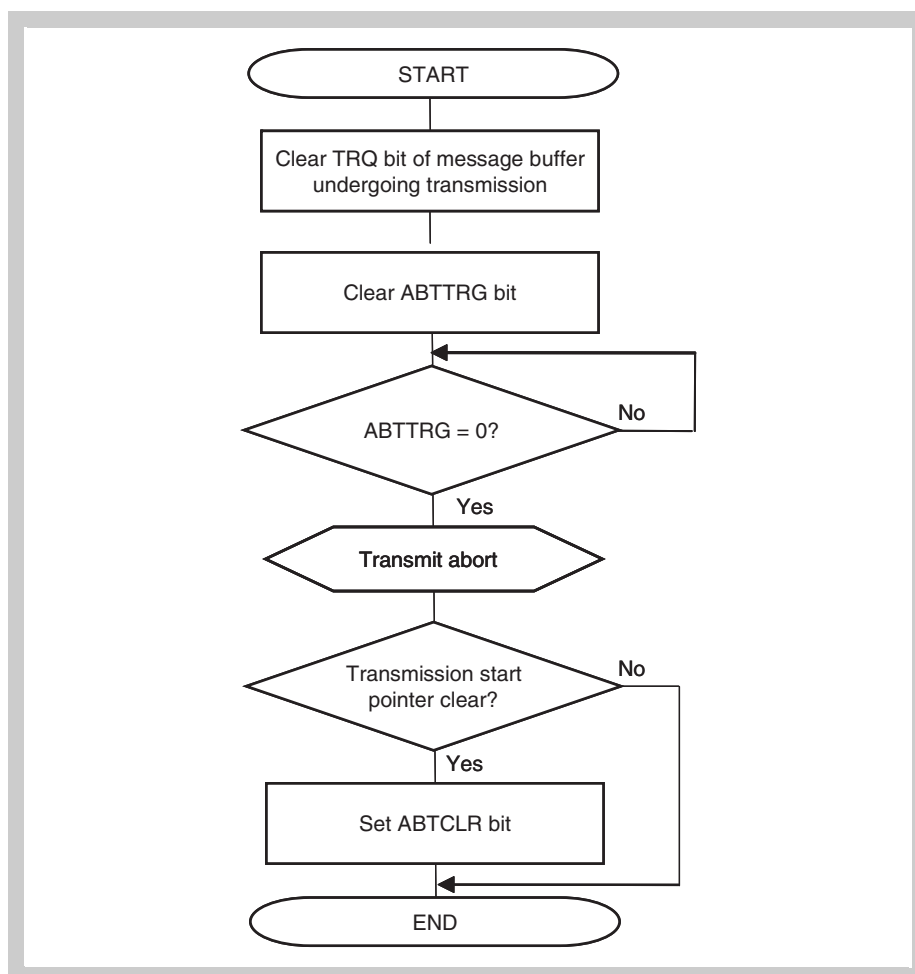 START
Clear TRQ bit of message buffer
undergoing transmission
Clear ABTTRG bit
ABTTRG = 0?
No
Yes
Transmit abort
Transmission start
pointer clear?
No
Yes
Set ABTCLR bit
END